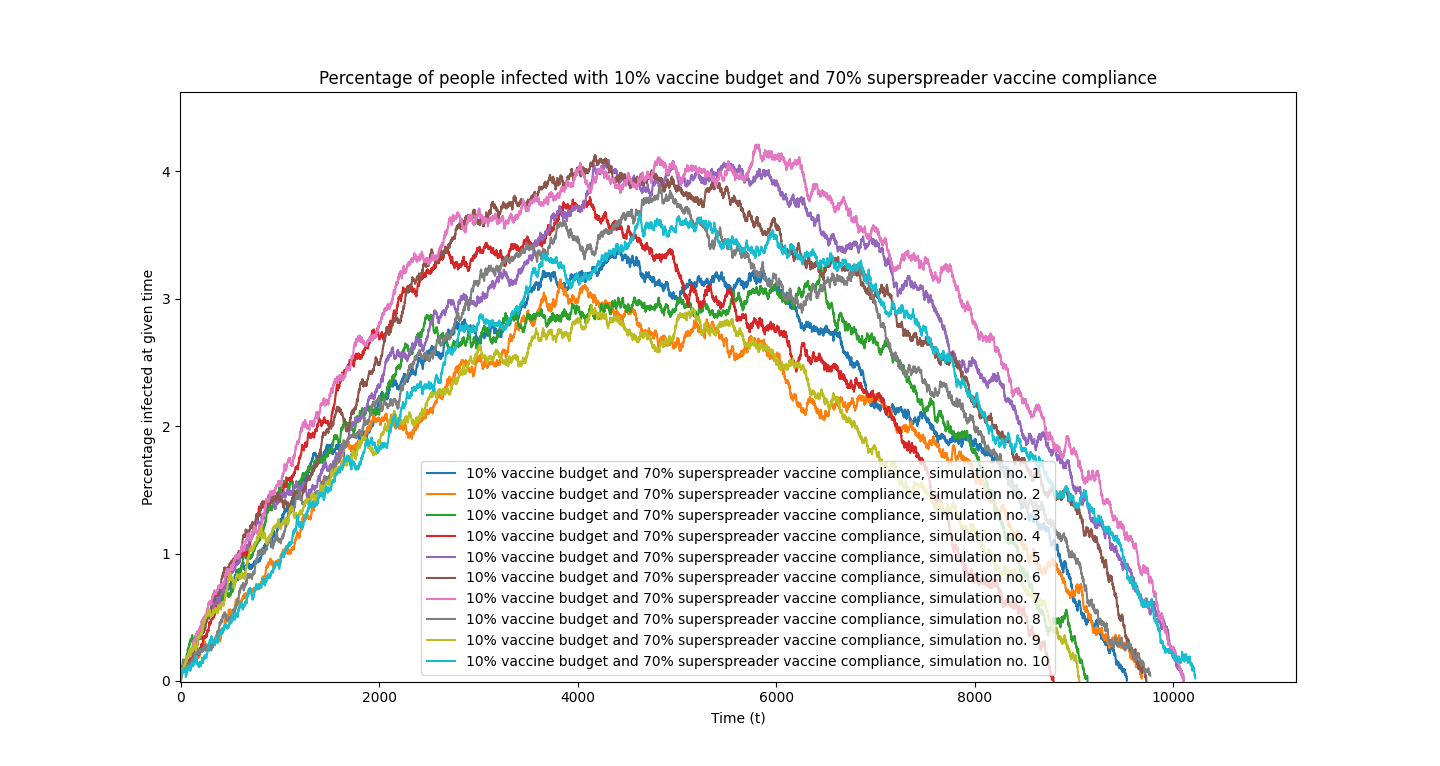 Percentage of people infected with 10% vaccine budget and 70% superspreader vaccine compliance
Percentage infected at given time
4
3
2
1
0
10% vaccine budget and 70% superspreader vaccine compliance, simulation no. 1
10% vaccine budget and 70% superspreader vaccine compliance, simulation no. 2
10% vaccine budget and 70% superspreader vaccine compliance, simulation no. 3
10% vaccine budget and 70% superspreader vaccine compliance, simulation no. 4
10% vaccine budget and 70% superspreader vaccine compliance, simulation no. 5
10% vaccine budget and 70% superspreader vaccine compliance, simulation no. 6
10% vaccine budget and 70% superspreader vaccine compliance, simulation no. 7
10% vaccine budget and 70% superspreader vaccine compliance, simulation no. 8
10% vaccine budget and 70% superspreader vaccine compliance, simulation no. 9
10% vaccine budget and 70% superspreader vaccine compliance, simulation no. 10
0 2000 4000 6000 8000 10000
Time (t)